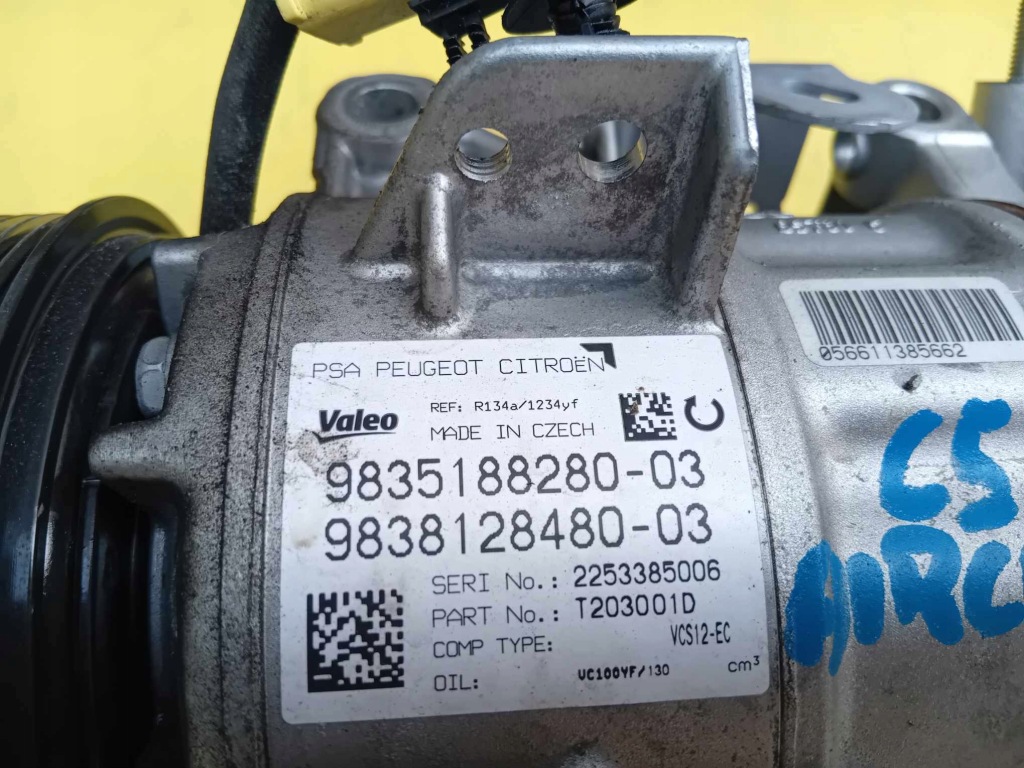 PSA PEUGEOT CITROËN
Valeo
REF: R134a/1234yf
MADE IN CZECH
9835188280-03
9838128480-03
SERI No.: 2253385006
PART No.: T203001D
COMP TYPE: VCS12-EC
OIL: VC100YF/130 cm³
056611385662
C5
AIRC